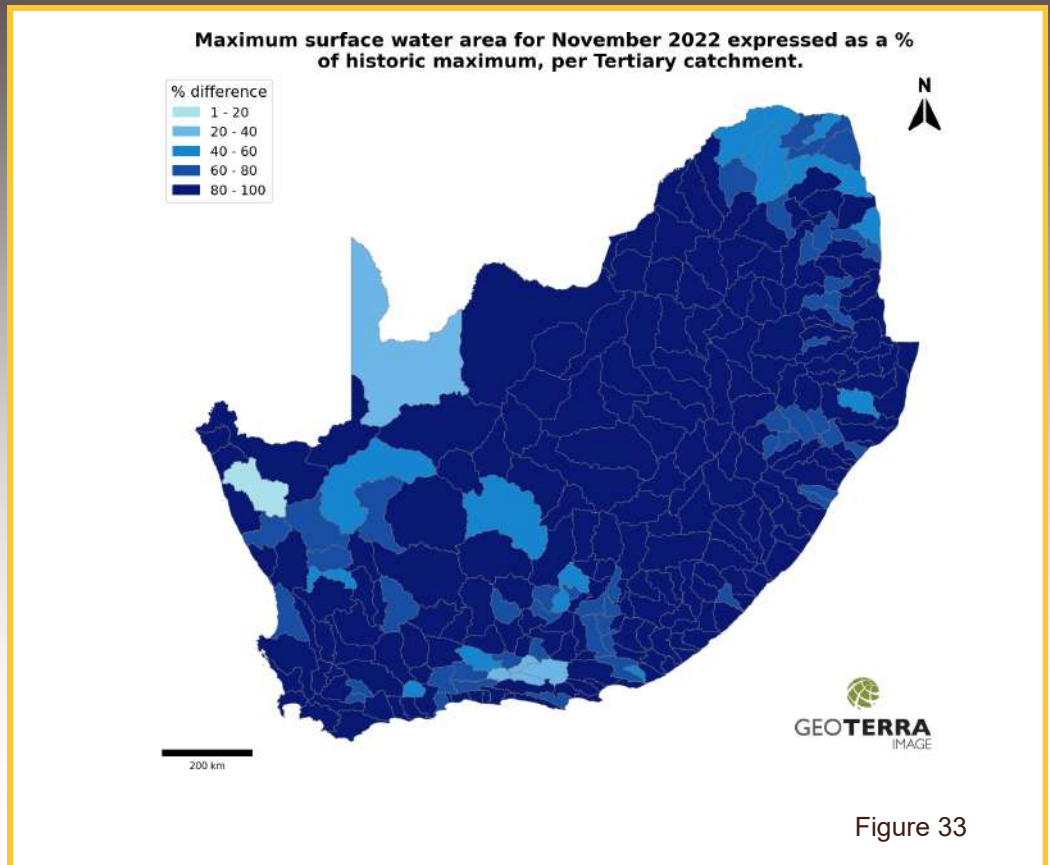 Maximum surface water area for November 2022 expressed as a %
of historic maximum, per Tertiary catchment.
% difference
1 - 20
20 - 40
40 - 60
60 - 80
80 - 100
N
GEOTERRA
IMAGE
200 km
Figure 33